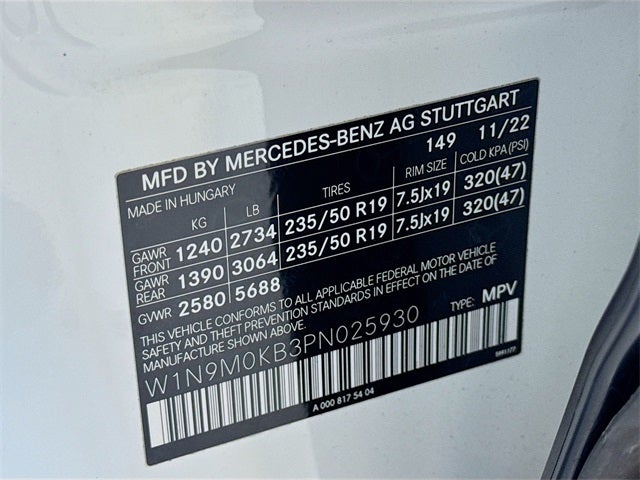 MFD BY MERCEDES-BENZ AG STUTTGART
MADE IN HUNGARY 149 11/22
KG LB TIRES RIM SIZE COLD KPA(PSI)
GAWR FRONT 1240 2734 235/50 R19 7.5Jx19 320(47)
GAWR REAR 1390 3064 235/50 R19 7.5Jx19 320(47)
GVWR 2580 5688
THIS VEHICLE CONFORMS TO ALL APPLICABLE FEDERAL MOTOR VEHICLE
SAFETY AND THEFT PREVENTION STANDARDS IN EFFECT ON THE DATE OF
MANUFACTURE SHOWN ABOVE.
TYPE: MPV
W1N9M0KB3PN025930
A 000 817 54 04